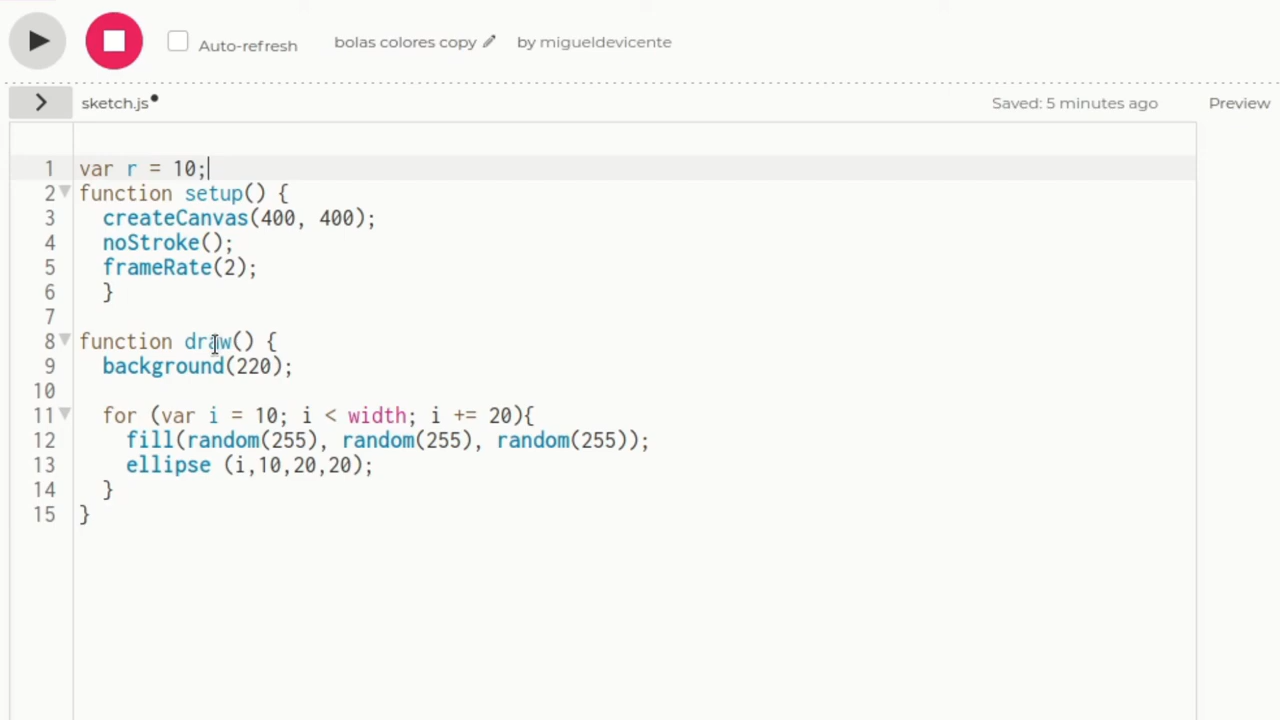 Auto-refresh bolas colores copy by migueldevicente
sketch.js Saved: 5 minutes ago Preview
1 var r = 10;
2 function setup() {
3 createCanvas(400, 400);
4 noStroke();
5 frameRate(2);
6 }
7
8 function draw() {
9 background(220);
10
11 for (var i = 10; i < width; i += 20){
12 fill(random(255), random(255), random(255));
13 ellipse (i,10,20,20);
14 }
15 }